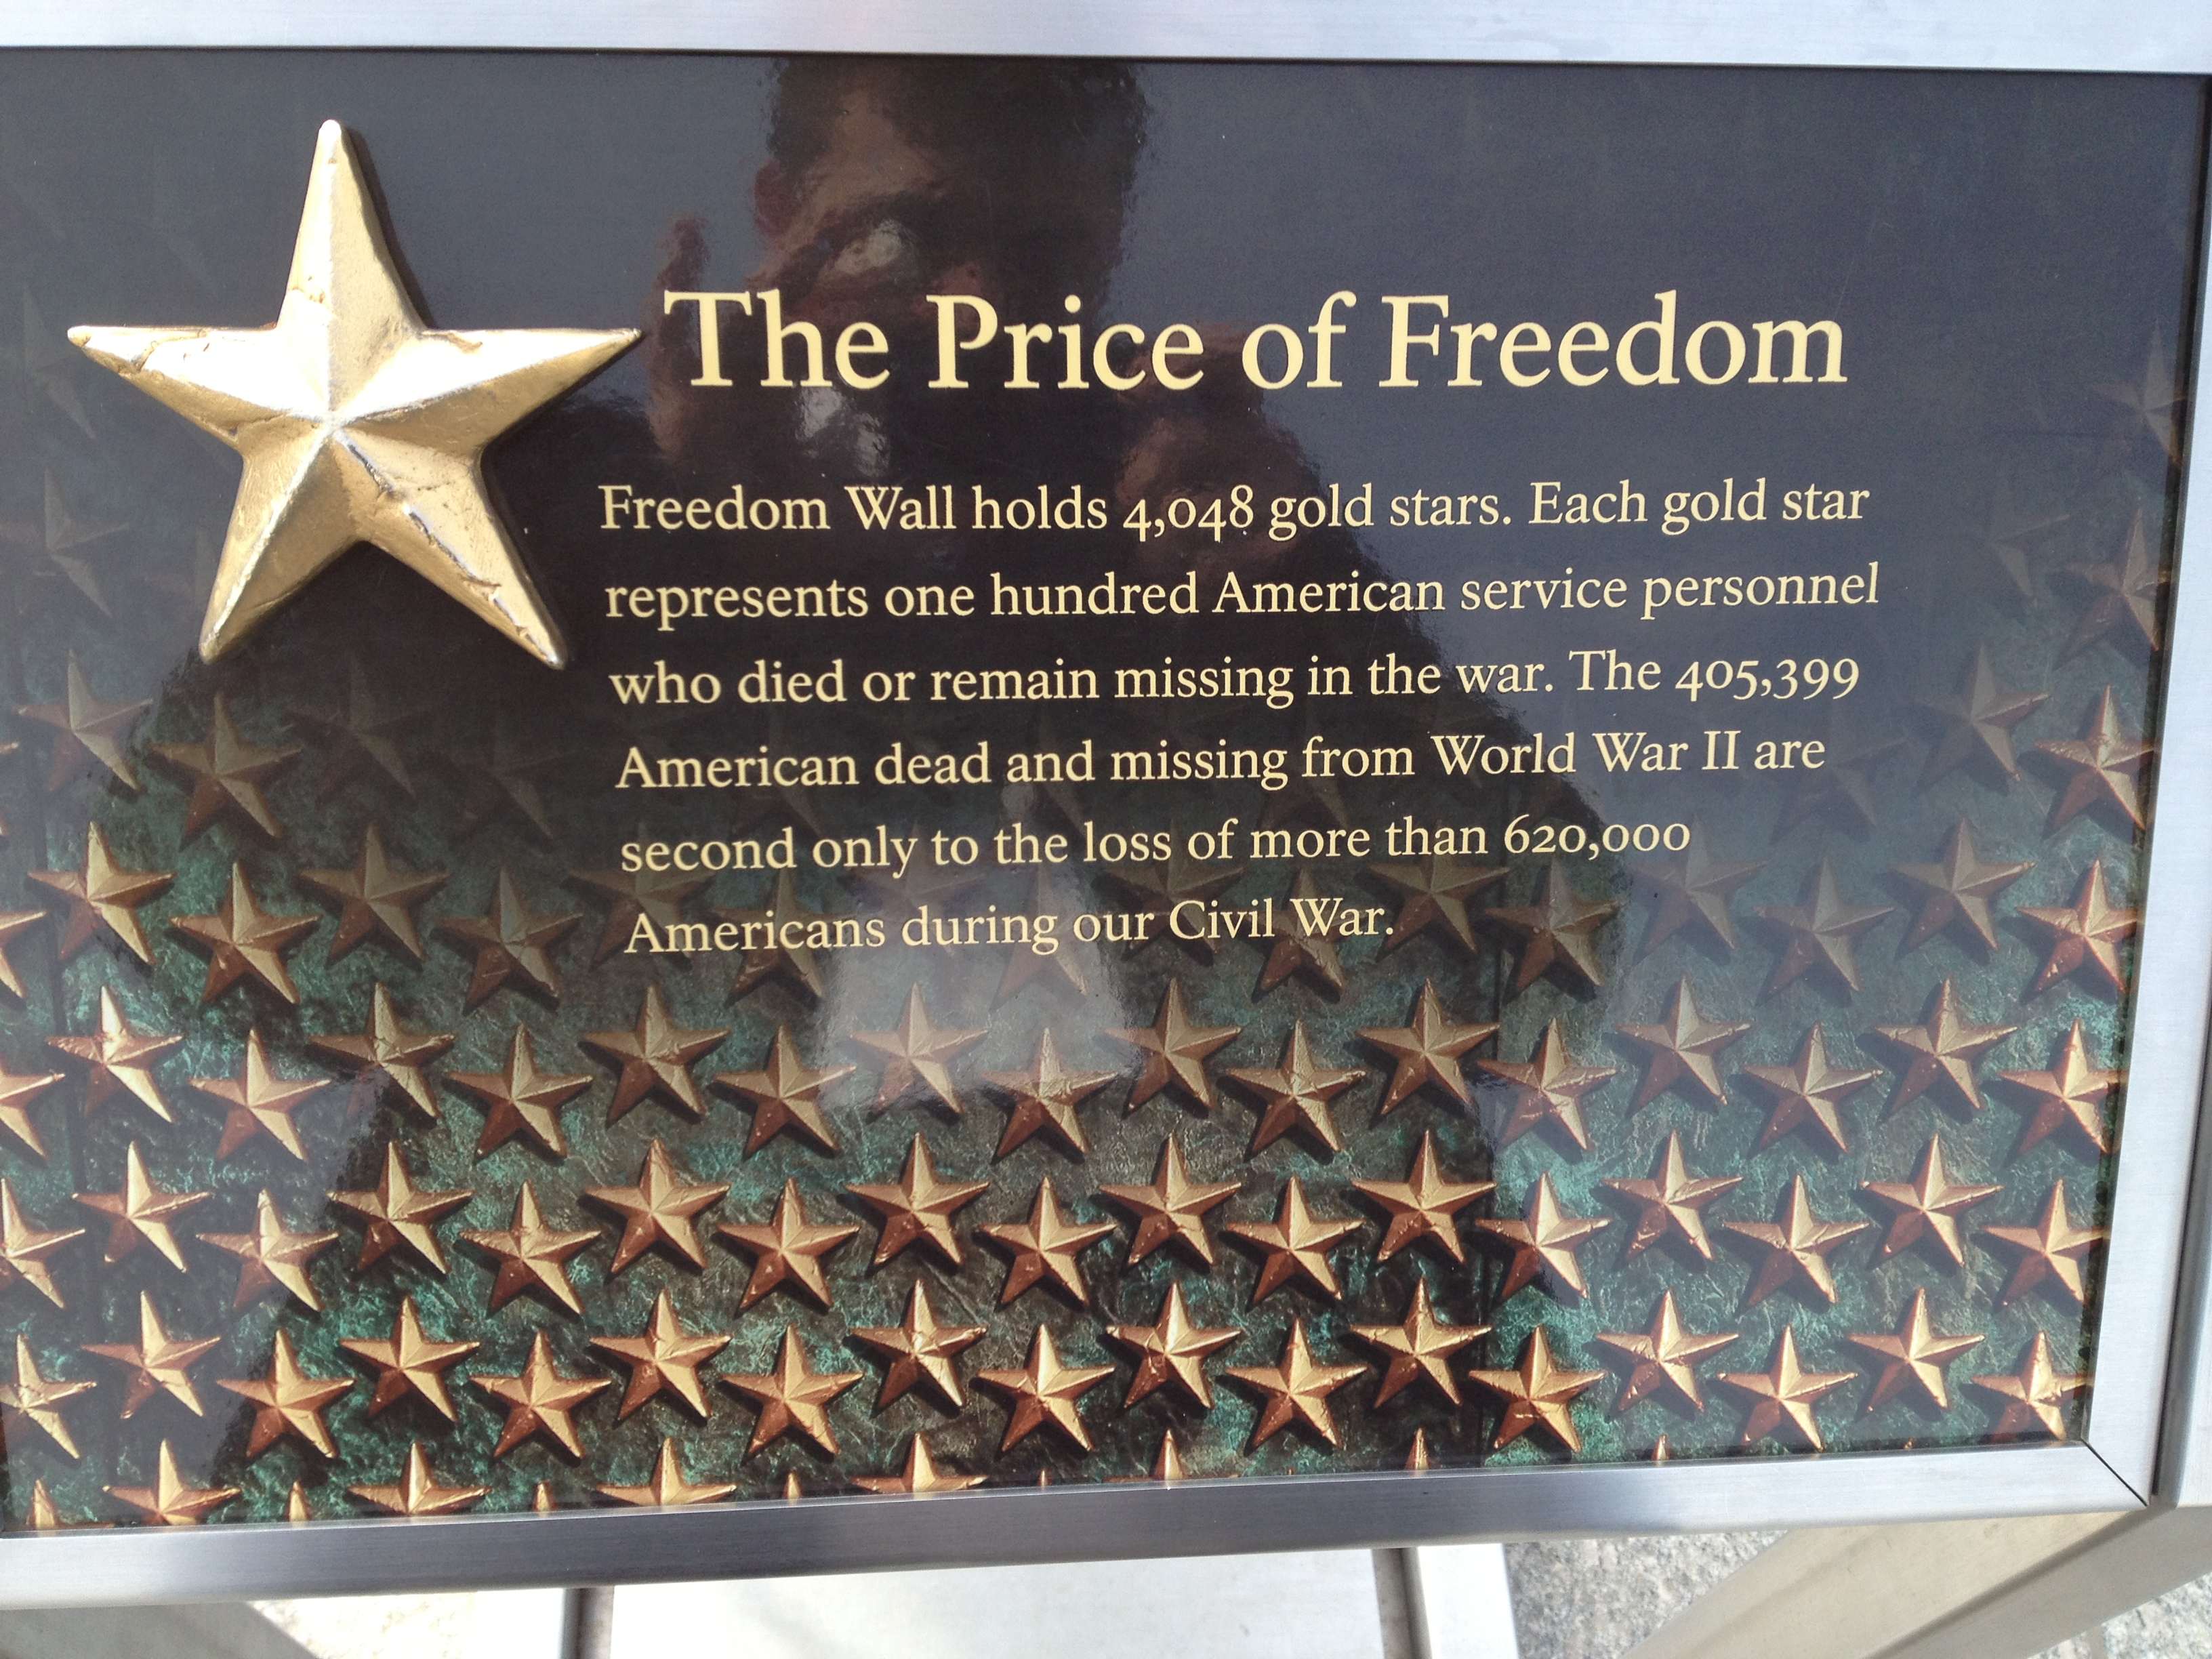 The Price of Freedom
Freedom Wall holds 4,048 gold stars. Each gold star
represents one hundred American service personnel
who died or remain missing in the war. The 405,399
American dead and missing from World War II are
second only to the loss of more than 620,000
Americans during our Civil War.